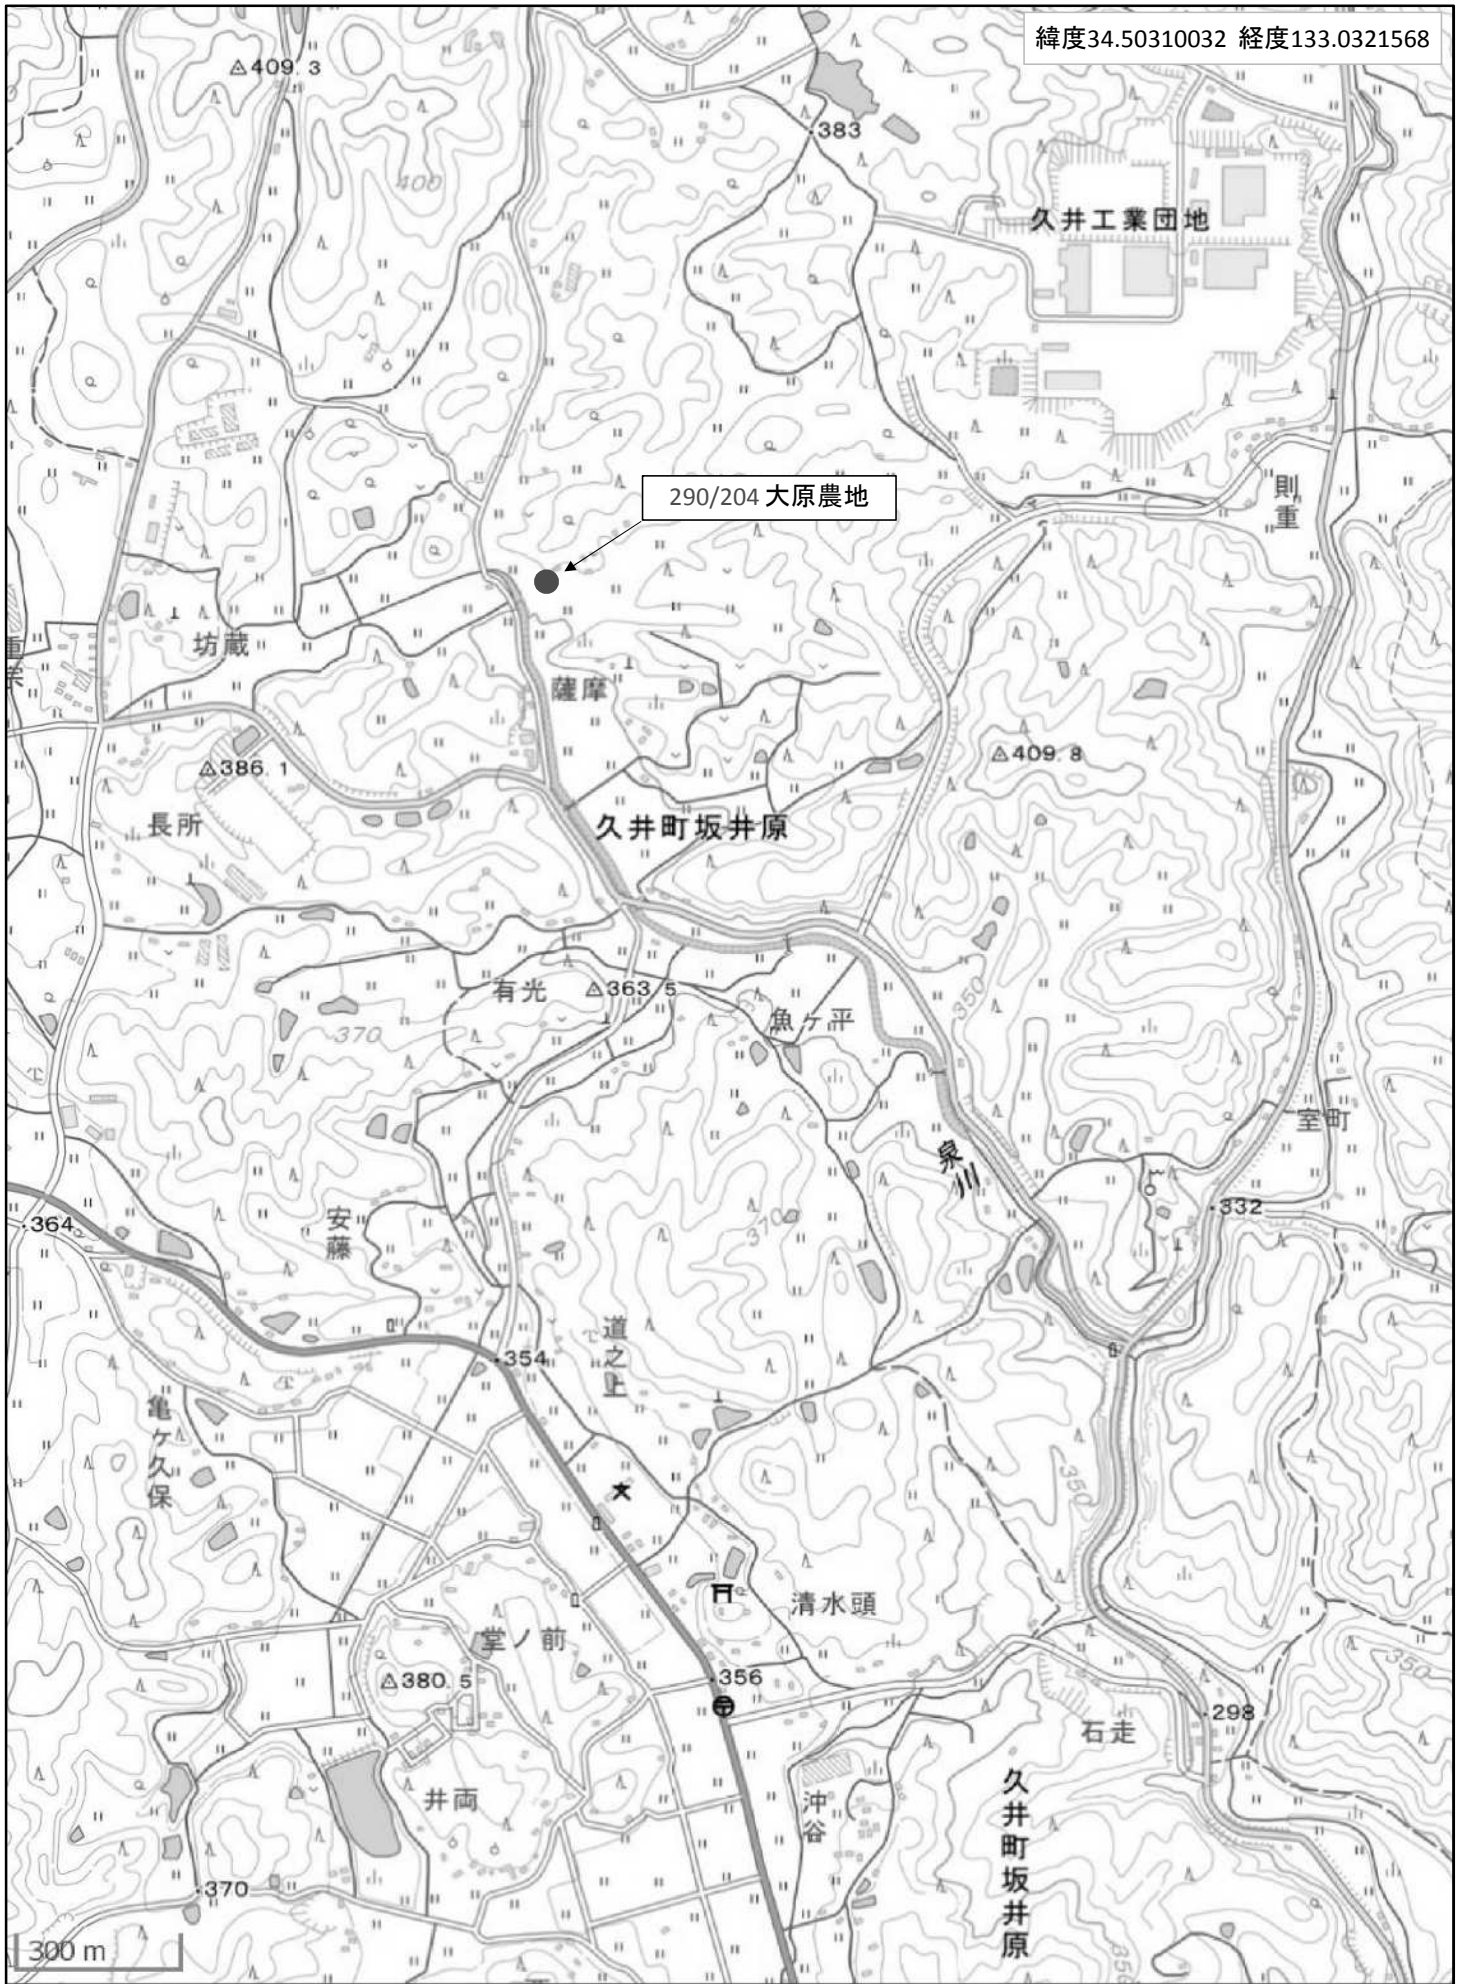 緯度34.50310032 経度133.0321568
409.3
383
400
久井工業団地
290/204 大原農地
則重
坊蔵
薩摩
386.1
409.8
長所
久井町坂井原
有光
363.5
370
魚ヶ平
350
室町
泉川
370
332
364
安藤
道之上
354
亀ヶ久保
350
文
清水頭
堂ノ前
380.5
356
350
298
石走
井両
沖谷
久井町坂井原
370
300 m
350